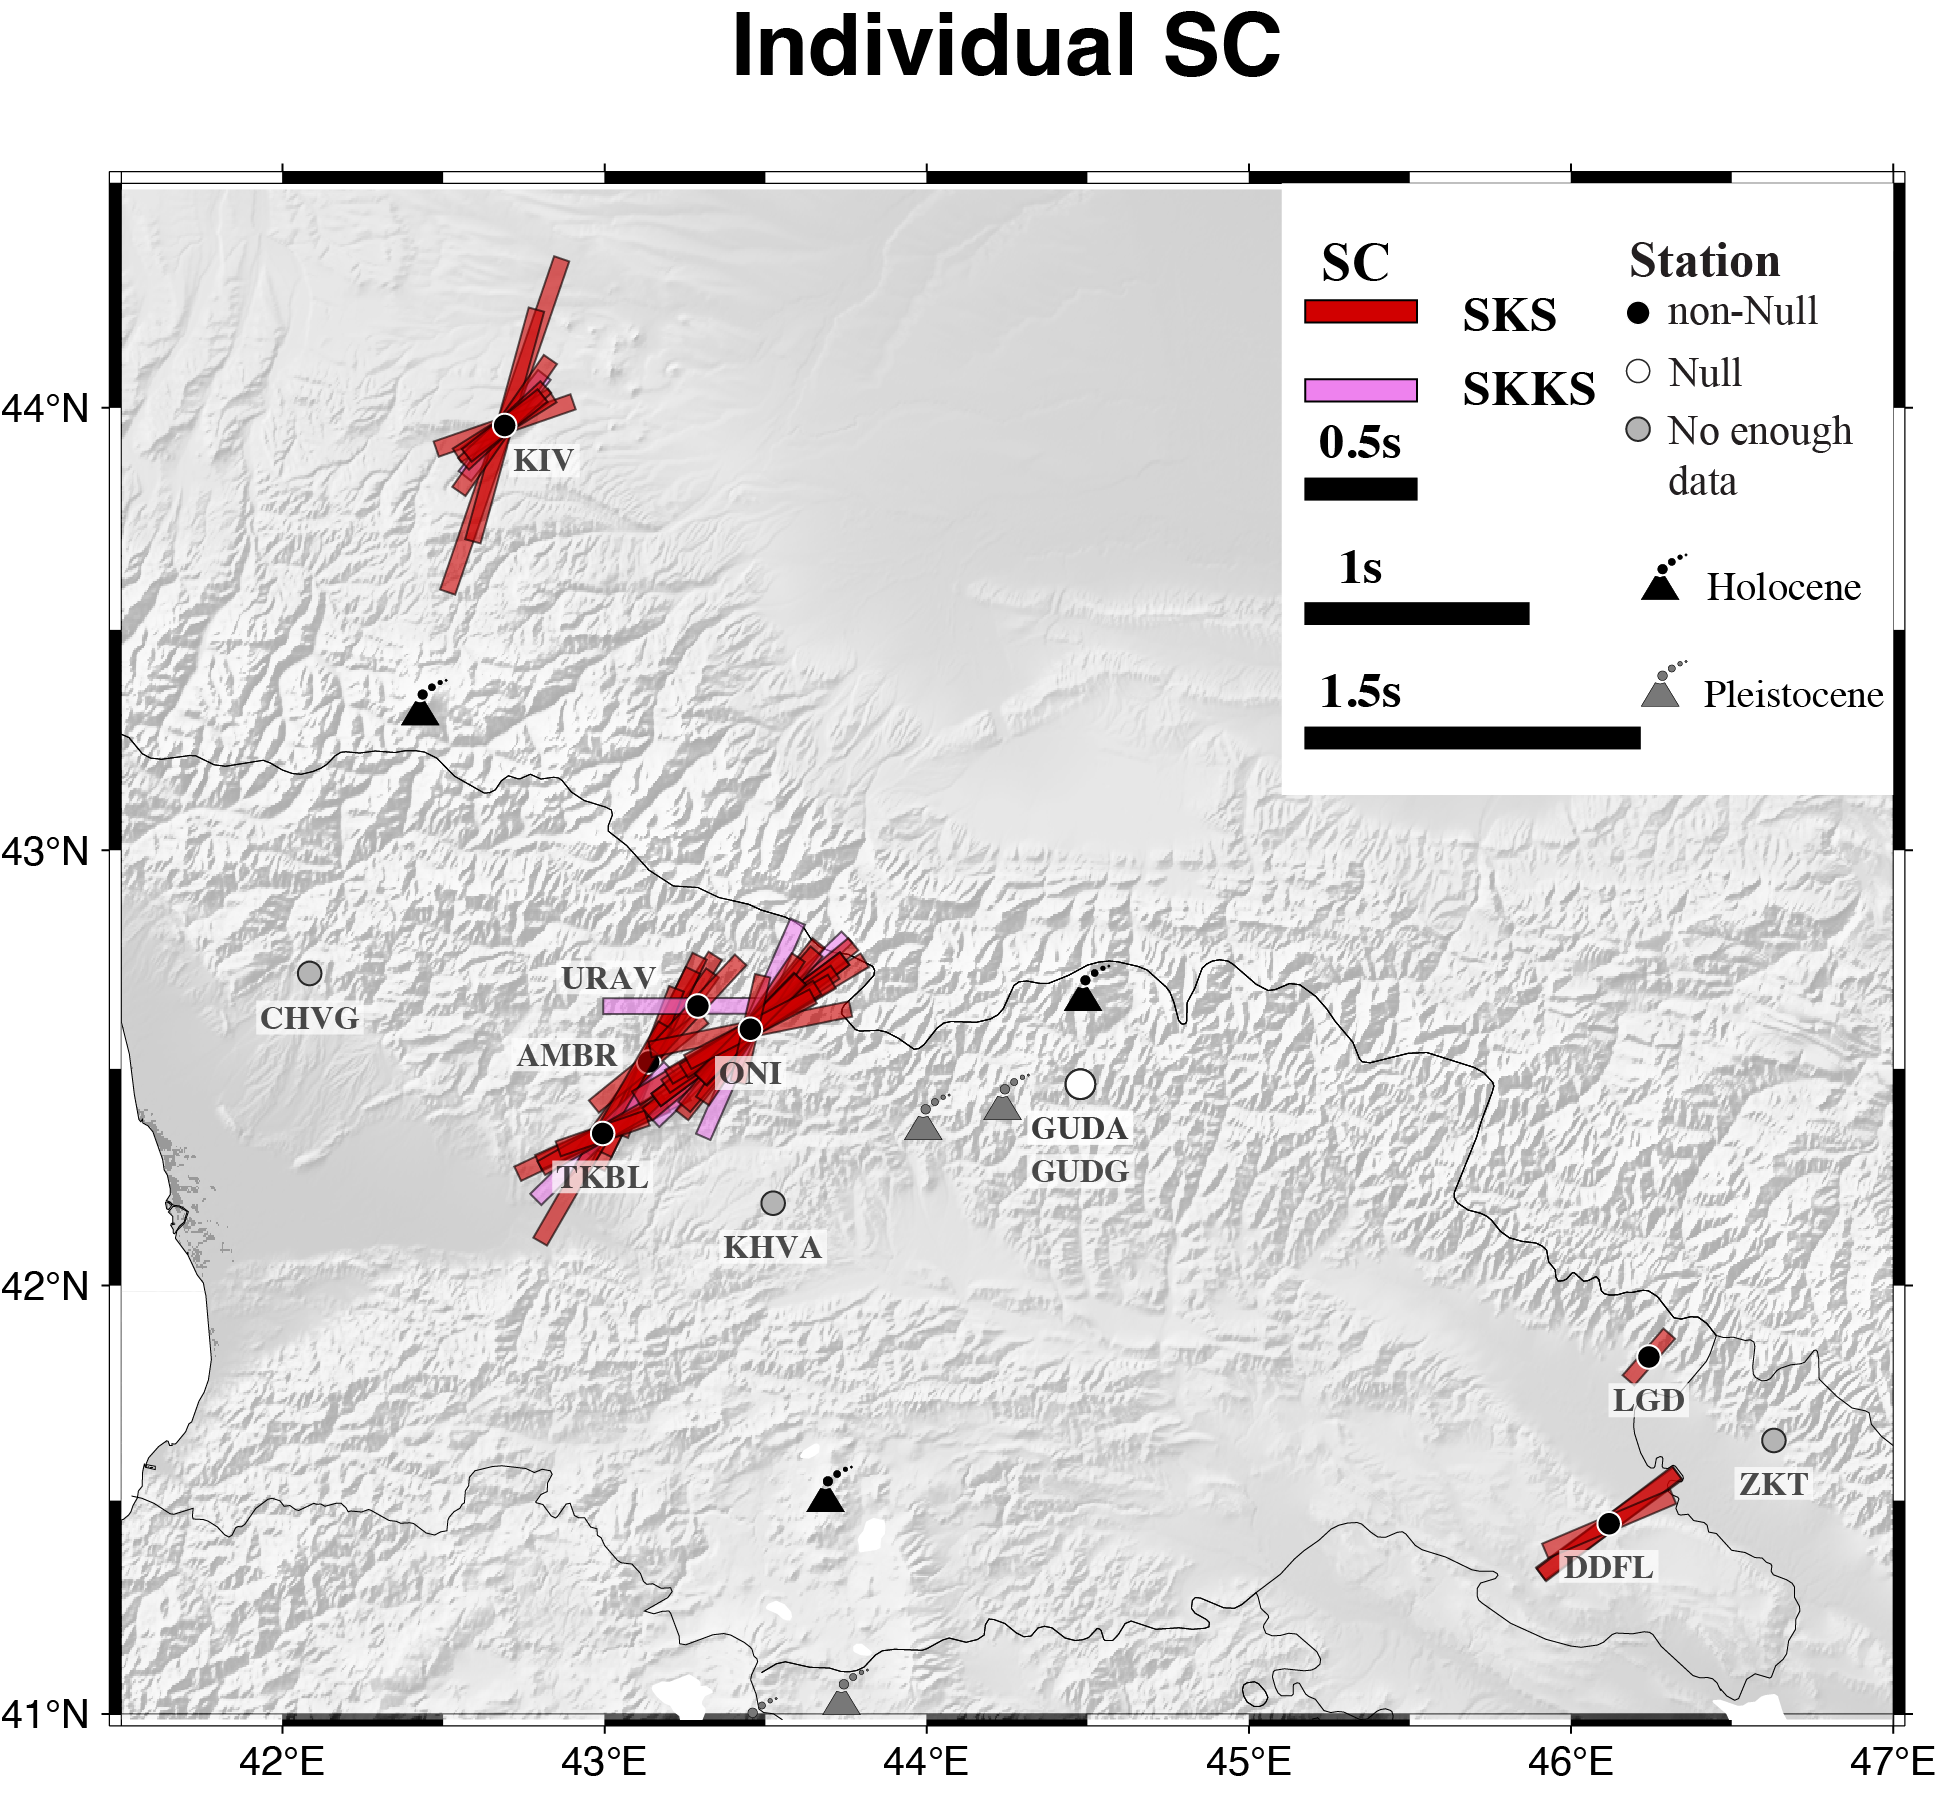 Individual SC
SC
Station
SKS
non-Null
SKKS
Null
0.5s
No enough
data
1s
Holocene
1.5s
Pleistocene
44°N
43°N
42°N
41°N
KIV
URAV
CHVG
AMBR
ONI
GUDA
GUDG
TKBL
KHVA
LGD
ZKT
DDFL
42°E
43°E
44°E
45°E
46°E
47°E